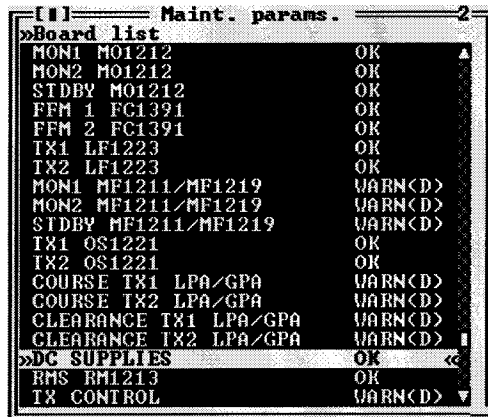 [■] Maint. params. 2
»Board list
MON1 MO1212 OK
MON2 MO1212 OK
STDBY MO1212 OK
FFM 1 FC1391 OK
FFM 2 FC1391 OK
TX1 LF1223 OK
TX2 LF1223 OK
MON1 MF1211/MF1219 WARN(D)
MON2 MF1211/MF1219 WARN(D)
STDBY MF1211/MF1219 WARN(D)
TX1 OS1221 OK
TX2 OS1221 OK
COURSE TX1 LPA/GPA WARN(D)
COURSE TX2 LPA/GPA WARN(D)
CLEARANCE TX1 LPA/GPA WARN(D)
CLEARANCE TX2 LPA/GPA WARN(D)
»DC SUPPLIES OK «
RMS RM1213 OK
TX CONTROL WARN(D)